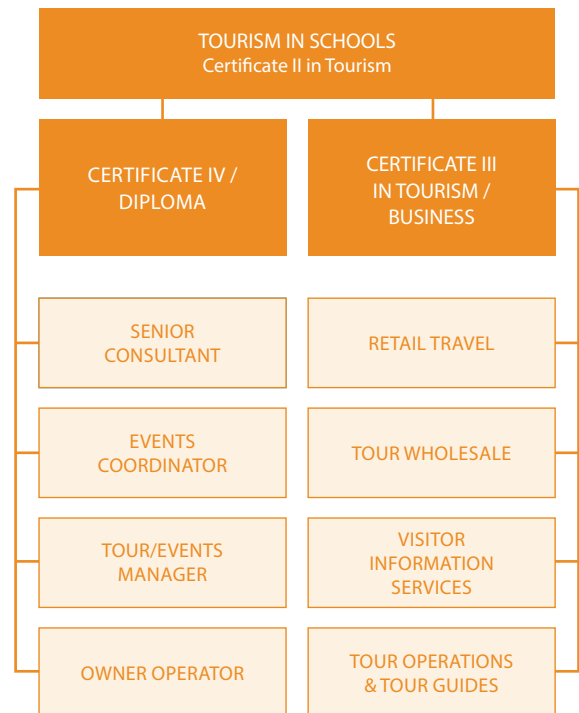 TOURISM IN SCHOOLS
Certificate II in Tourism
CERTIFICATE IV /
DIPLOMA
CERTIFICATE III
IN TOURISM /
BUSINESS
SENIOR
CONSULTANT
RETAIL TRAVEL
EVENTS
COORDINATOR
TOUR WHOLESALE
TOUR/EVENTS
MANAGER
VISITOR
INFORMATION
SERVICES
OWNER OPERATOR
TOUR OPERATIONS
& TOUR GUIDES